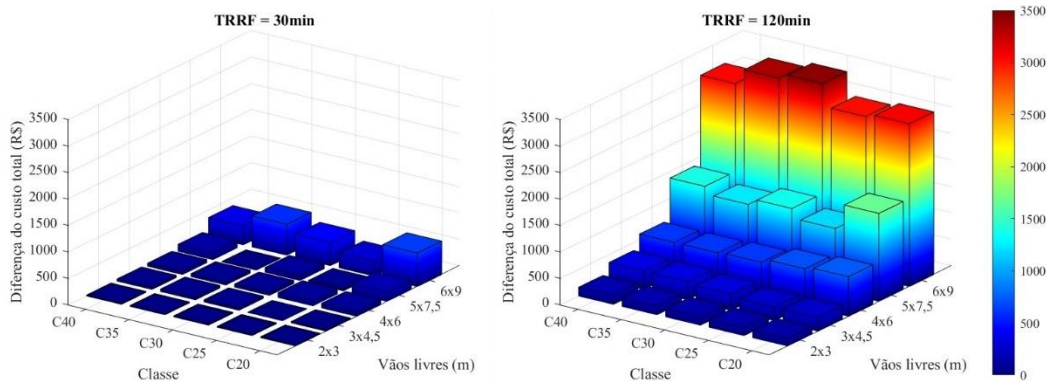 TRRF = 30min
Diferença do custo total (R$)
3500
3000
2500
2000
1500
1000
500
0
C40
C35
C30
C25
C20
Classe
2x3
3x4,5
4x6
5x7,5
6x9
Vãos livres (m)
TRRF = 120min
Diferença do custo total (R$)
3500
3000
2500
2000
1500
1000
500
0
C40
C35
C30
C25
C20
Classe
2x3
3x4,5
4x6
5x7,5
6x9
Vãos livres (m)
3500
3000
2500
2000
1500
1000
500
0